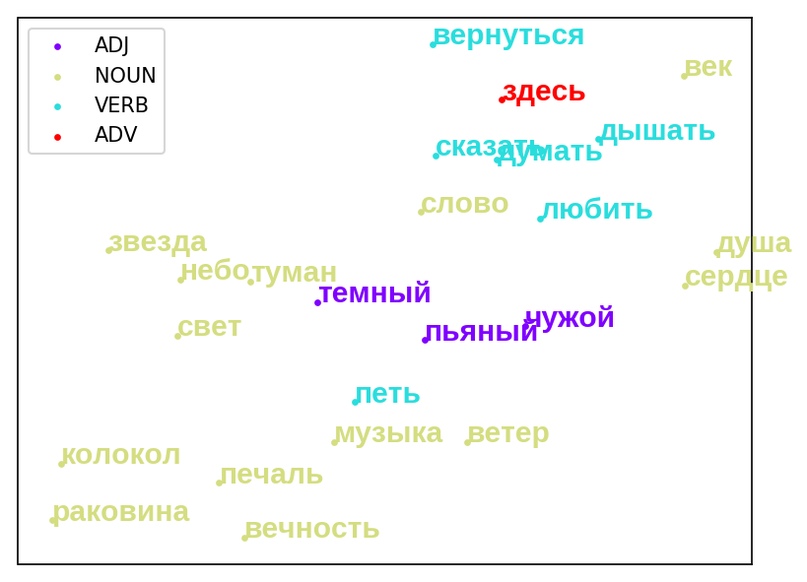 ADJ
NOUN
VERB
ADV
вернуться
век
здесь
дышать
сказать
думать
слово
любить
звезда
душа
небо
туман
сердце
темный
свет
пьяный
чужой
петь
музыка
ветер
колокол
печаль
раковина
вечность